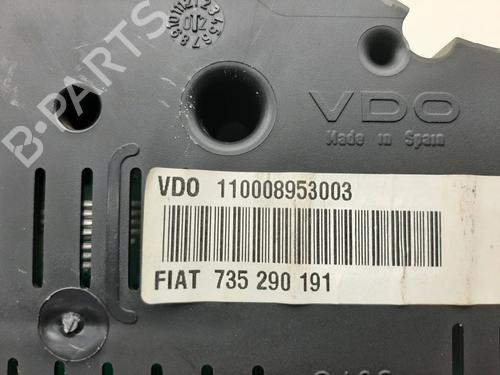 B-PARTS
VDO
Made in Spain
VDO 110008953003
FIAT 735 290 191